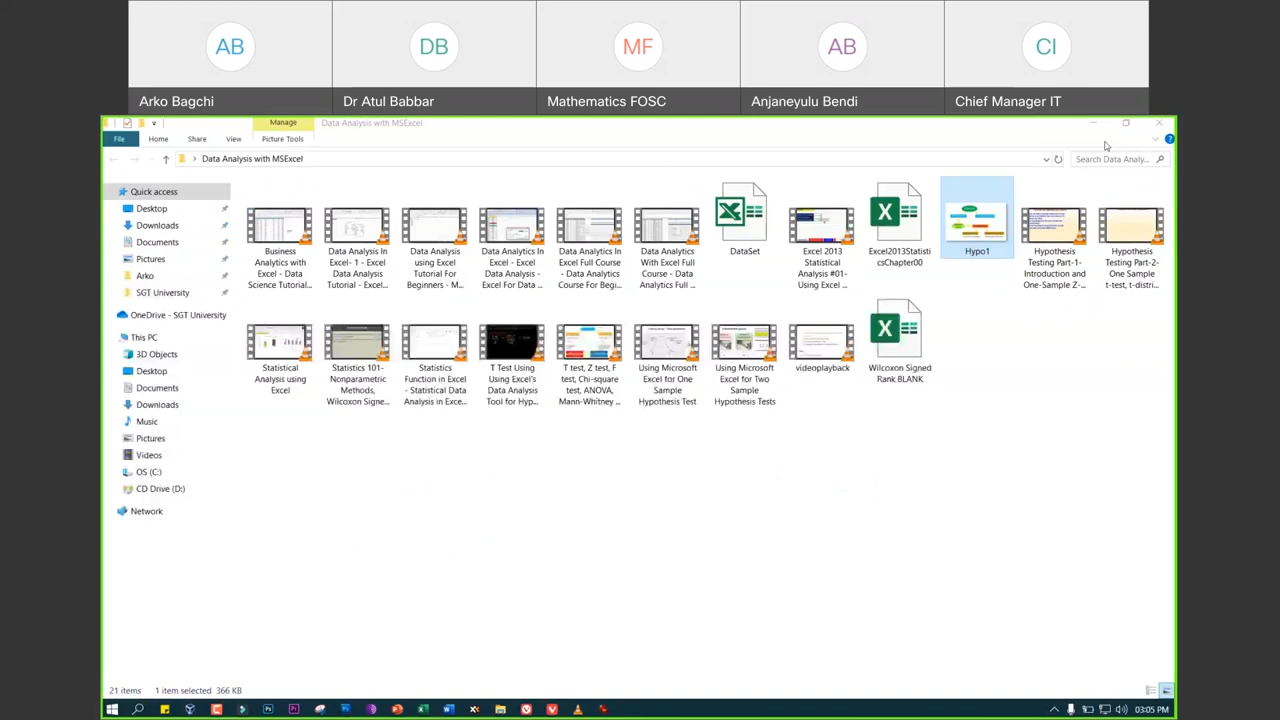 AB
DB
MF
AB
CI
Arko Bagchi
Dr Atul Babbar
Mathematics FOSC
Anjaneyulu Bendi
Chief Manager IT
Manage
Data Analysis with MSExcel
File
Home
Share
View
Picture Tools
Data Analysis with MSExcel
Search Data Analy...
Quick access
Desktop
Downloads
Documents
Pictures
Arko
SGT University
OneDrive - SGT University
This PC
3D Objects
Desktop
Documents
Downloads
Music
Pictures
Videos
OS (C:)
CD Drive (D:)
Network
Business
Analytics with
Excel - Data
Science Tutorial...
Data Analysis In
Excel- 1 - Excel
Data Analysis
Tutorial - Excel...
Data Analysis
using Excel
Tutorial For
Beginners - M...
Data Analytics In
Excel - Excel
Data Analysis -
Excel For Data ...
Data Analytics In
Excel Full Course
- Data Analytics
Course For Begi...
Data Analytics
With Excel Full
Course - Data
Analytics Full ...
DataSet
Excel 2013
Statistical
Analysis #01-
Using Excel ...
Excel2013Statisti
csChapter00
Hypo1
Hypothesis
Testing Part-1-
Introduction and
One-Sample Z-...
Hypothesis
Testing Part-2-
One Sample
t-test, t-distri...
Statistical
Analysis using
Excel
Statistics 101-
Nonparametric
Methods,
Wilcoxon Signe...
Statistics
Function in Excel
- Statistical Data
Analysis in Exce...
T Test Using
Using Excel's
Data Analysis
Tool for Hyp...
T test, Z test, F
test, Chi-square
test, ANOVA,
Mann-Whitney ...
Using Microsoft
Excel for One
Sample
Hypothesis Test
Using Microsoft
Excel for Two
Sample
Hypothesis Tests
videoplayback
Wilcoxon Signed
Rank BLANK
21 items
1 item selected 366 KB
03:05 PM